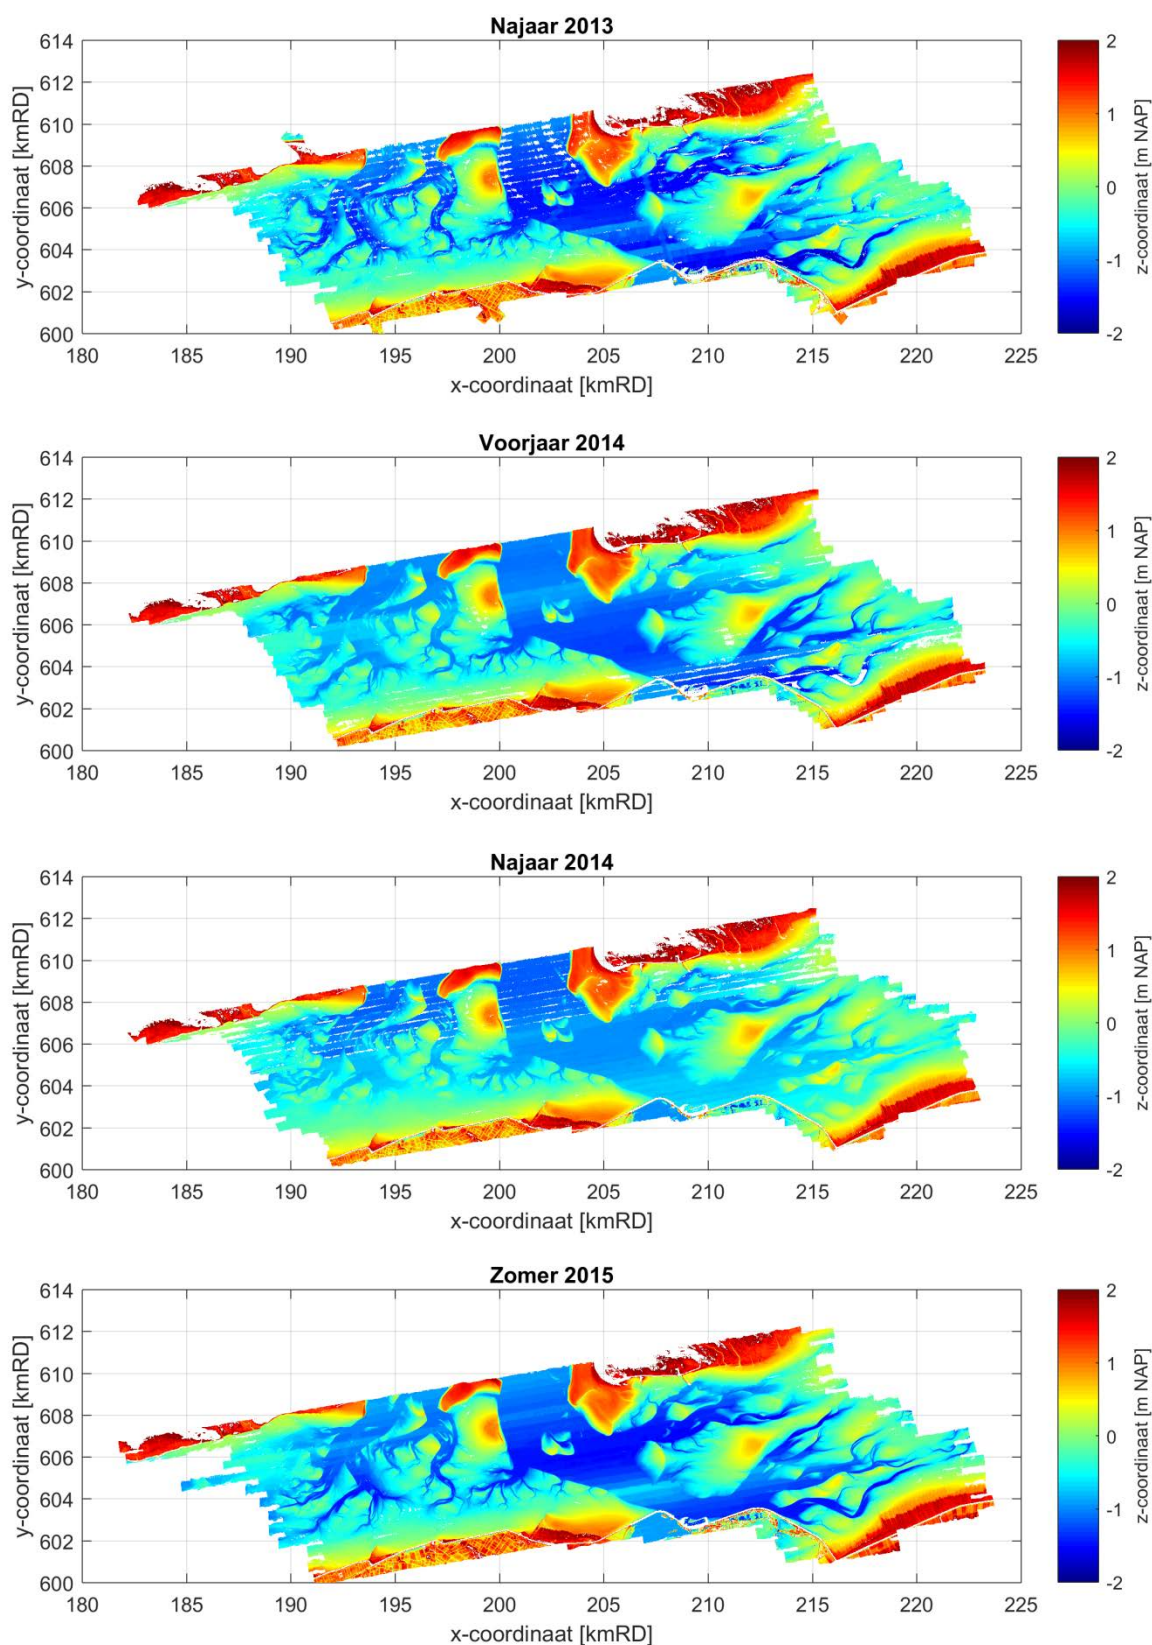 Najaar 2013
614
612
610
608
606
604
602
600
y-coordinaat [kmRD]
180 185 190 195 200 205 210 215 220 225
x-coordinaat [kmRD]
2
1
0
-1
-2
z-coordinaat [m NAP]
Voorjaar 2014
614
612
610
608
606
604
602
600
y-coordinaat [kmRD]
180 185 190 195 200 205 210 215 220 225
x-coordinaat [kmRD]
2
1
0
-1
-2
z-coordinaat [m NAP]
Najaar 2014
614
612
610
608
606
604
602
600
y-coordinaat [kmRD]
180 185 190 195 200 205 210 215 220 225
x-coordinaat [kmRD]
2
1
0
-1
-2
z-coordinaat [m NAP]
Zomer 2015
614
612
610
608
606
604
602
600
y-coordinaat [kmRD]
180 185 190 195 200 205 210 215 220 225
x-coordinaat [kmRD]
2
1
0
-1
-2
z-coordinaat [m NAP]